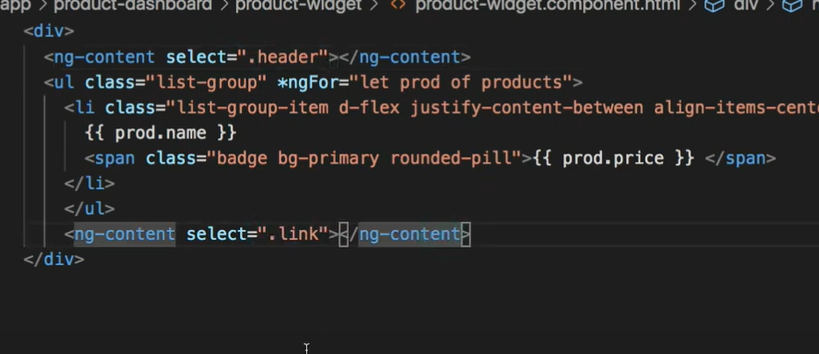 app > product-dashboard > product-widget > <> product-widget.component.html > div >
<div>
<ng-content select=".header"></ng-content>
<ul class="list-group" *ngFor="let prod of products">
<li class="list-group-item d-flex justify-content-between align-items-cente
{{ prod.name }}
<span class="badge bg-primary rounded-pill">{{ prod.price }} </span>
</li>
</ul>
<ng-content select=".link"></ng-content>
</div>